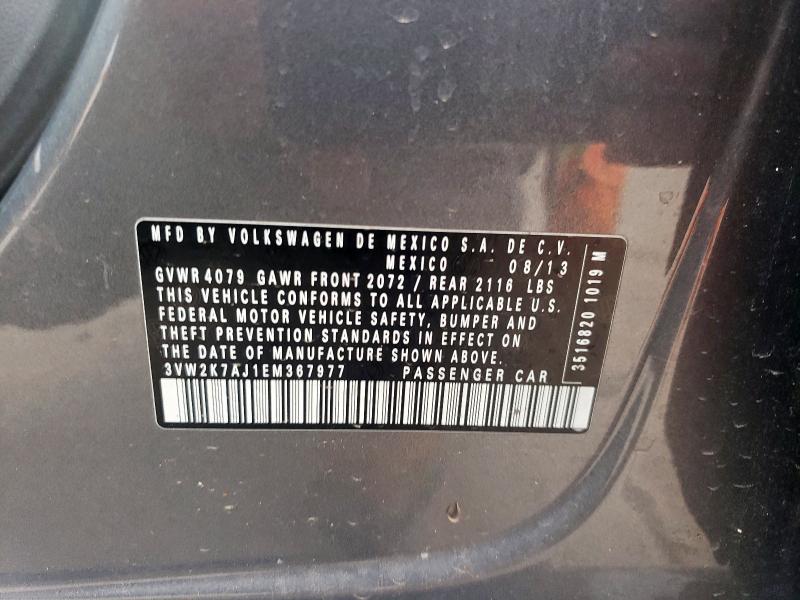 MFD BY VOLKSWAGEN DE MEXICO S.A. DE C.V.
MEXICO 08/13
GVWR 4079 GAWR FRONT 2072 / REAR 2116 LBS
THIS VEHICLE CONFORMS TO ALL APPLICABLE U.S.
FEDERAL MOTOR VEHICLE SAFETY, BUMPER AND
THEFT PREVENTION STANDARDS IN EFFECT ON
THE DATE OF MANUFACTURE SHOWN ABOVE.
3VW2K7AJ1EM367977 PASSENGER CAR
3516820 1019 M